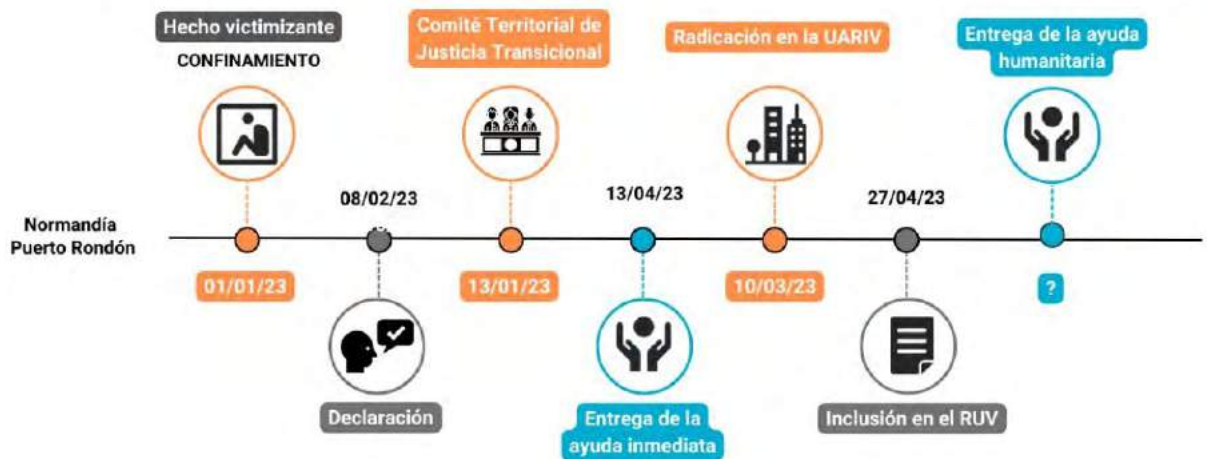 Hecho victimizante
CONFINAMIENTO
Comité Territorial de
Justicia Transicional
Radicación en la UARIV
Entrega de la ayuda
humanitaria
08/02/23
13/04/23
27/04/23
Normandía
Puerto Rondón
01/01/23
13/01/23
10/03/23
?
Declaración
Entrega de la
ayuda inmediata
Inclusión en el RUV